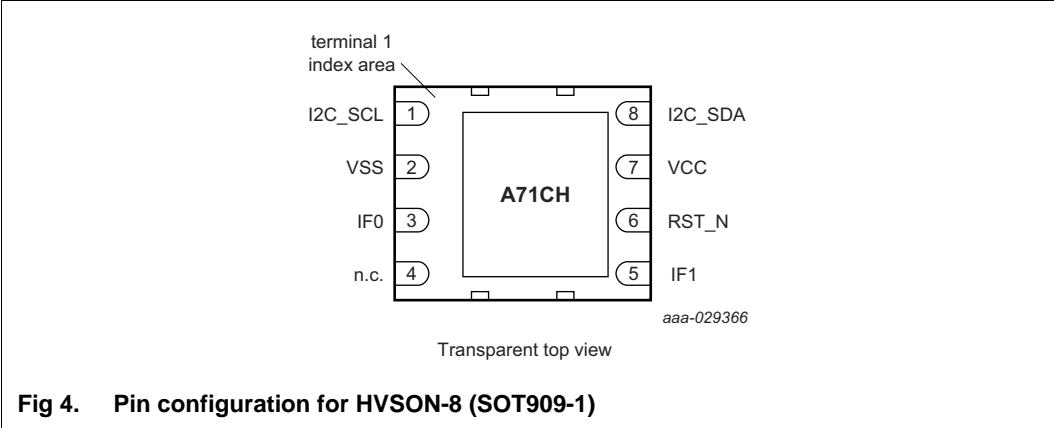 terminal 1
index area
I2C_SCL 1 8 I2C_SDA
VSS 2 7 VCC
A71CH
IF0 3 6 RST_N
n.c. 4 5 IF1
aaa-029366
Transparent top view
Fig 4. Pin configuration for HVSON-8 (SOT909-1)